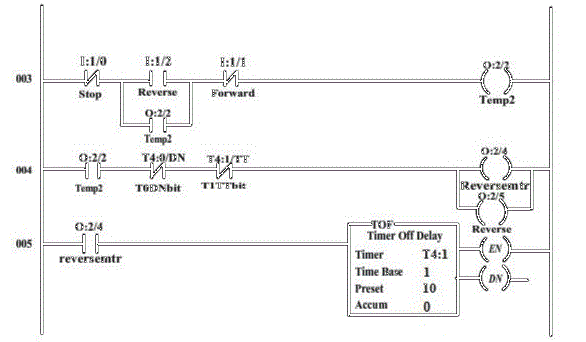 I:1/0 I:1/2 I:1/1 O:2/2
003
Stop Reverse Forward Temp2
O:2/2
Temp2
O:2/2 T4:0/DN T4:1/TT O:2/4
004
Temp2 T0DNbit T1TTbit Reversemtr
O:2/5
Reverse
O:2/4 TOF
005
reversemtr
Timer Off Delay
EN
Timer T4:1
Time Base 1
DN
Preset 10
Accum 0